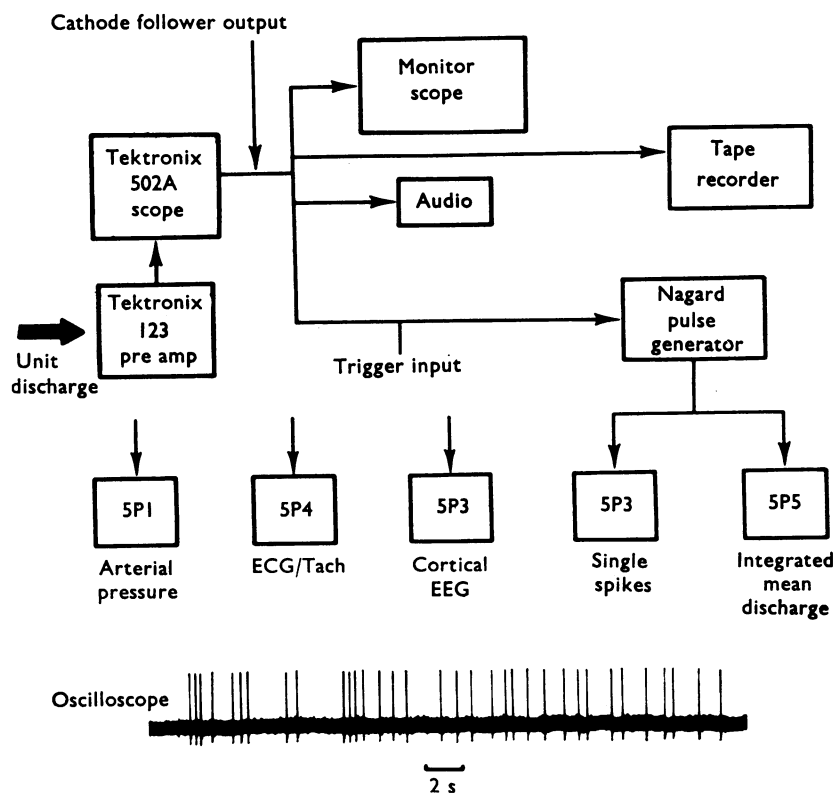 Cathode follower output
Monitor
scope
Tektronix
502A
scope
Tape
recorder
Audio
Tektronix
123
pre amp
Nagard
pulse
generator
Unit
discharge
Trigger input
5P1
5P4
5P3
5P3
5P5
Arterial
pressure
ECG/Tach
Cortical
EEG
Single
spikes
Integrated
mean
discharge
Oscilloscope
2 s